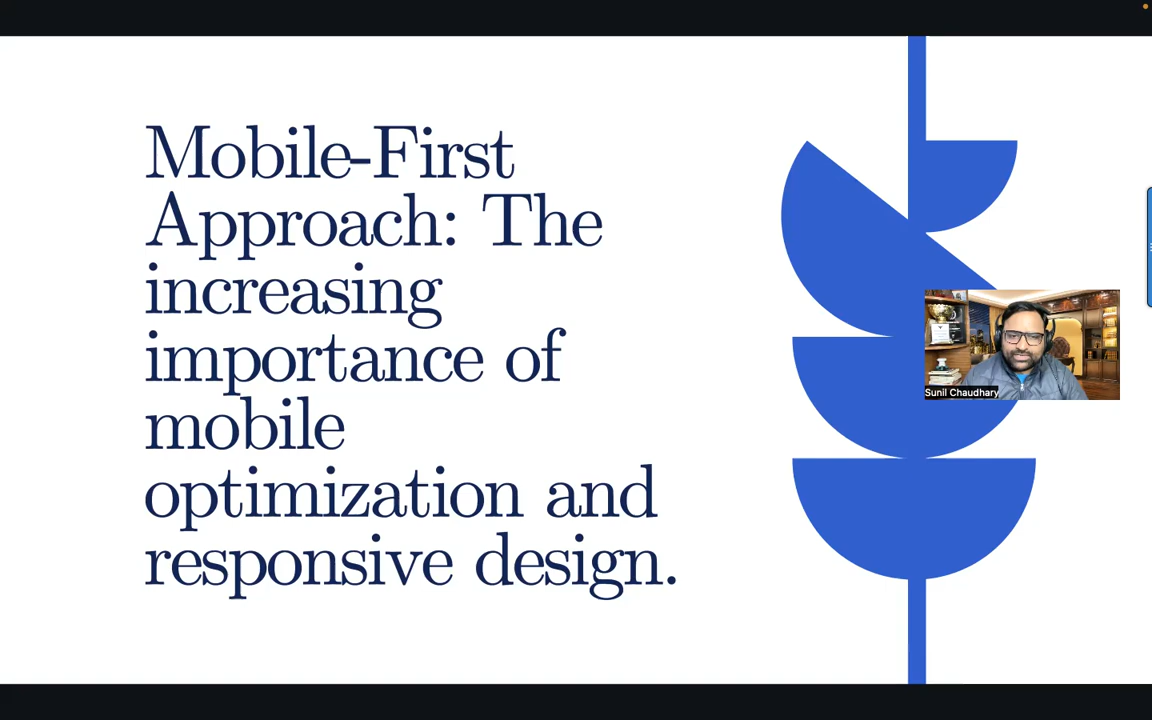 Mobile-First
Approach: The
increasing
importance of
mobile
optimization and
responsive design.
Sunil Chaudhary